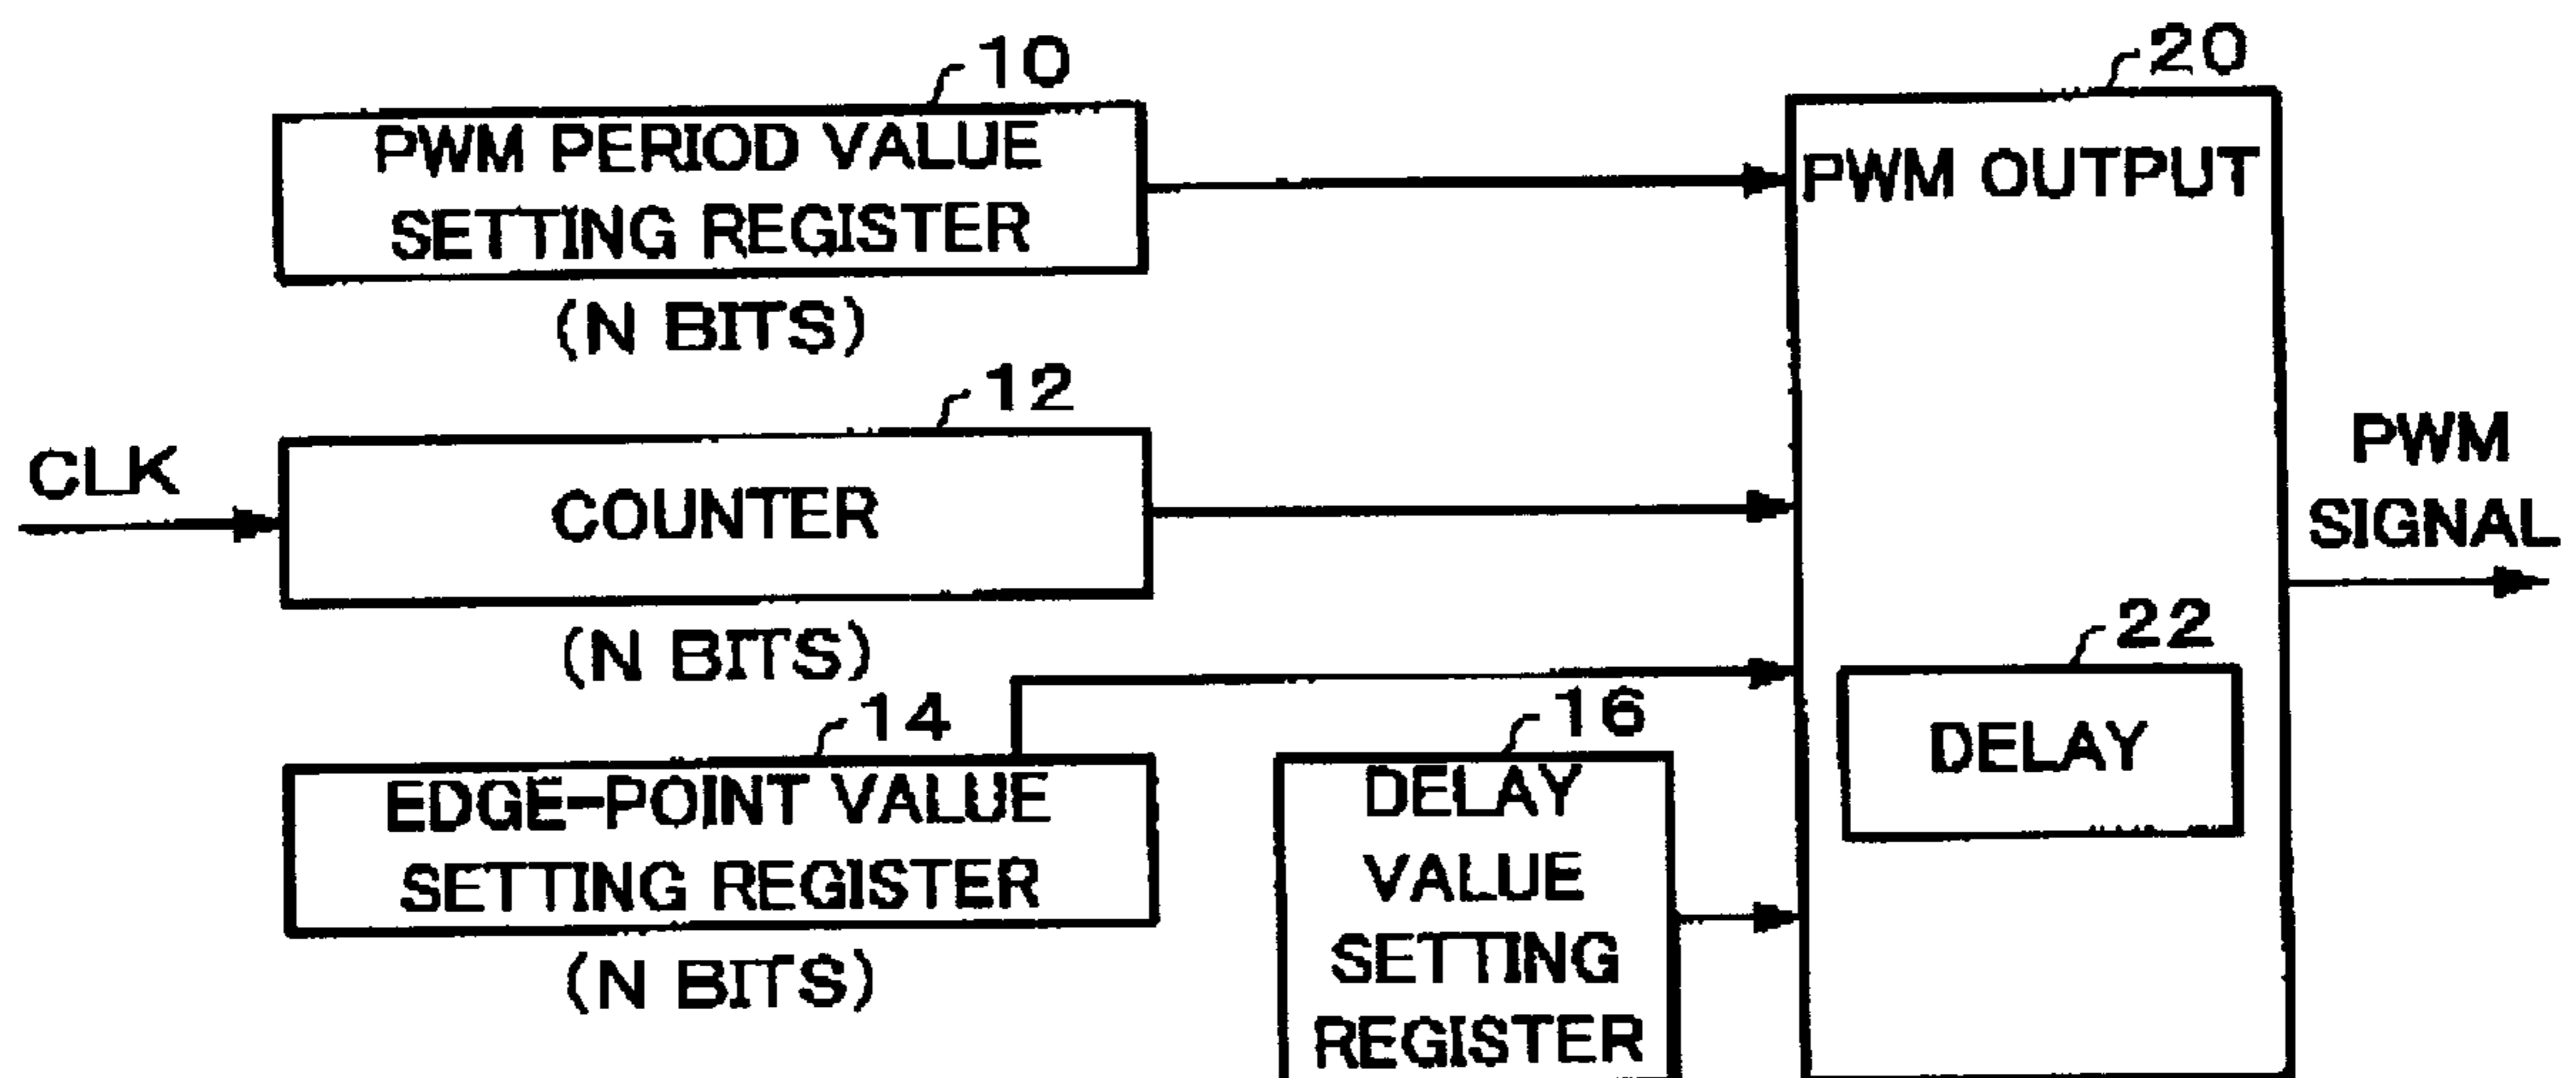 10
PWM PERIOD VALUE
SETTING REGISTER
(N BITS)
20
PWM OUTPUT
CLK
12
COUNTER
(N BITS)
PWM
SIGNAL
14
EDGE-POINT VALUE
SETTING REGISTER
(N BITS)
16
DELAY
VALUE
SETTING
REGISTER
22
DELAY